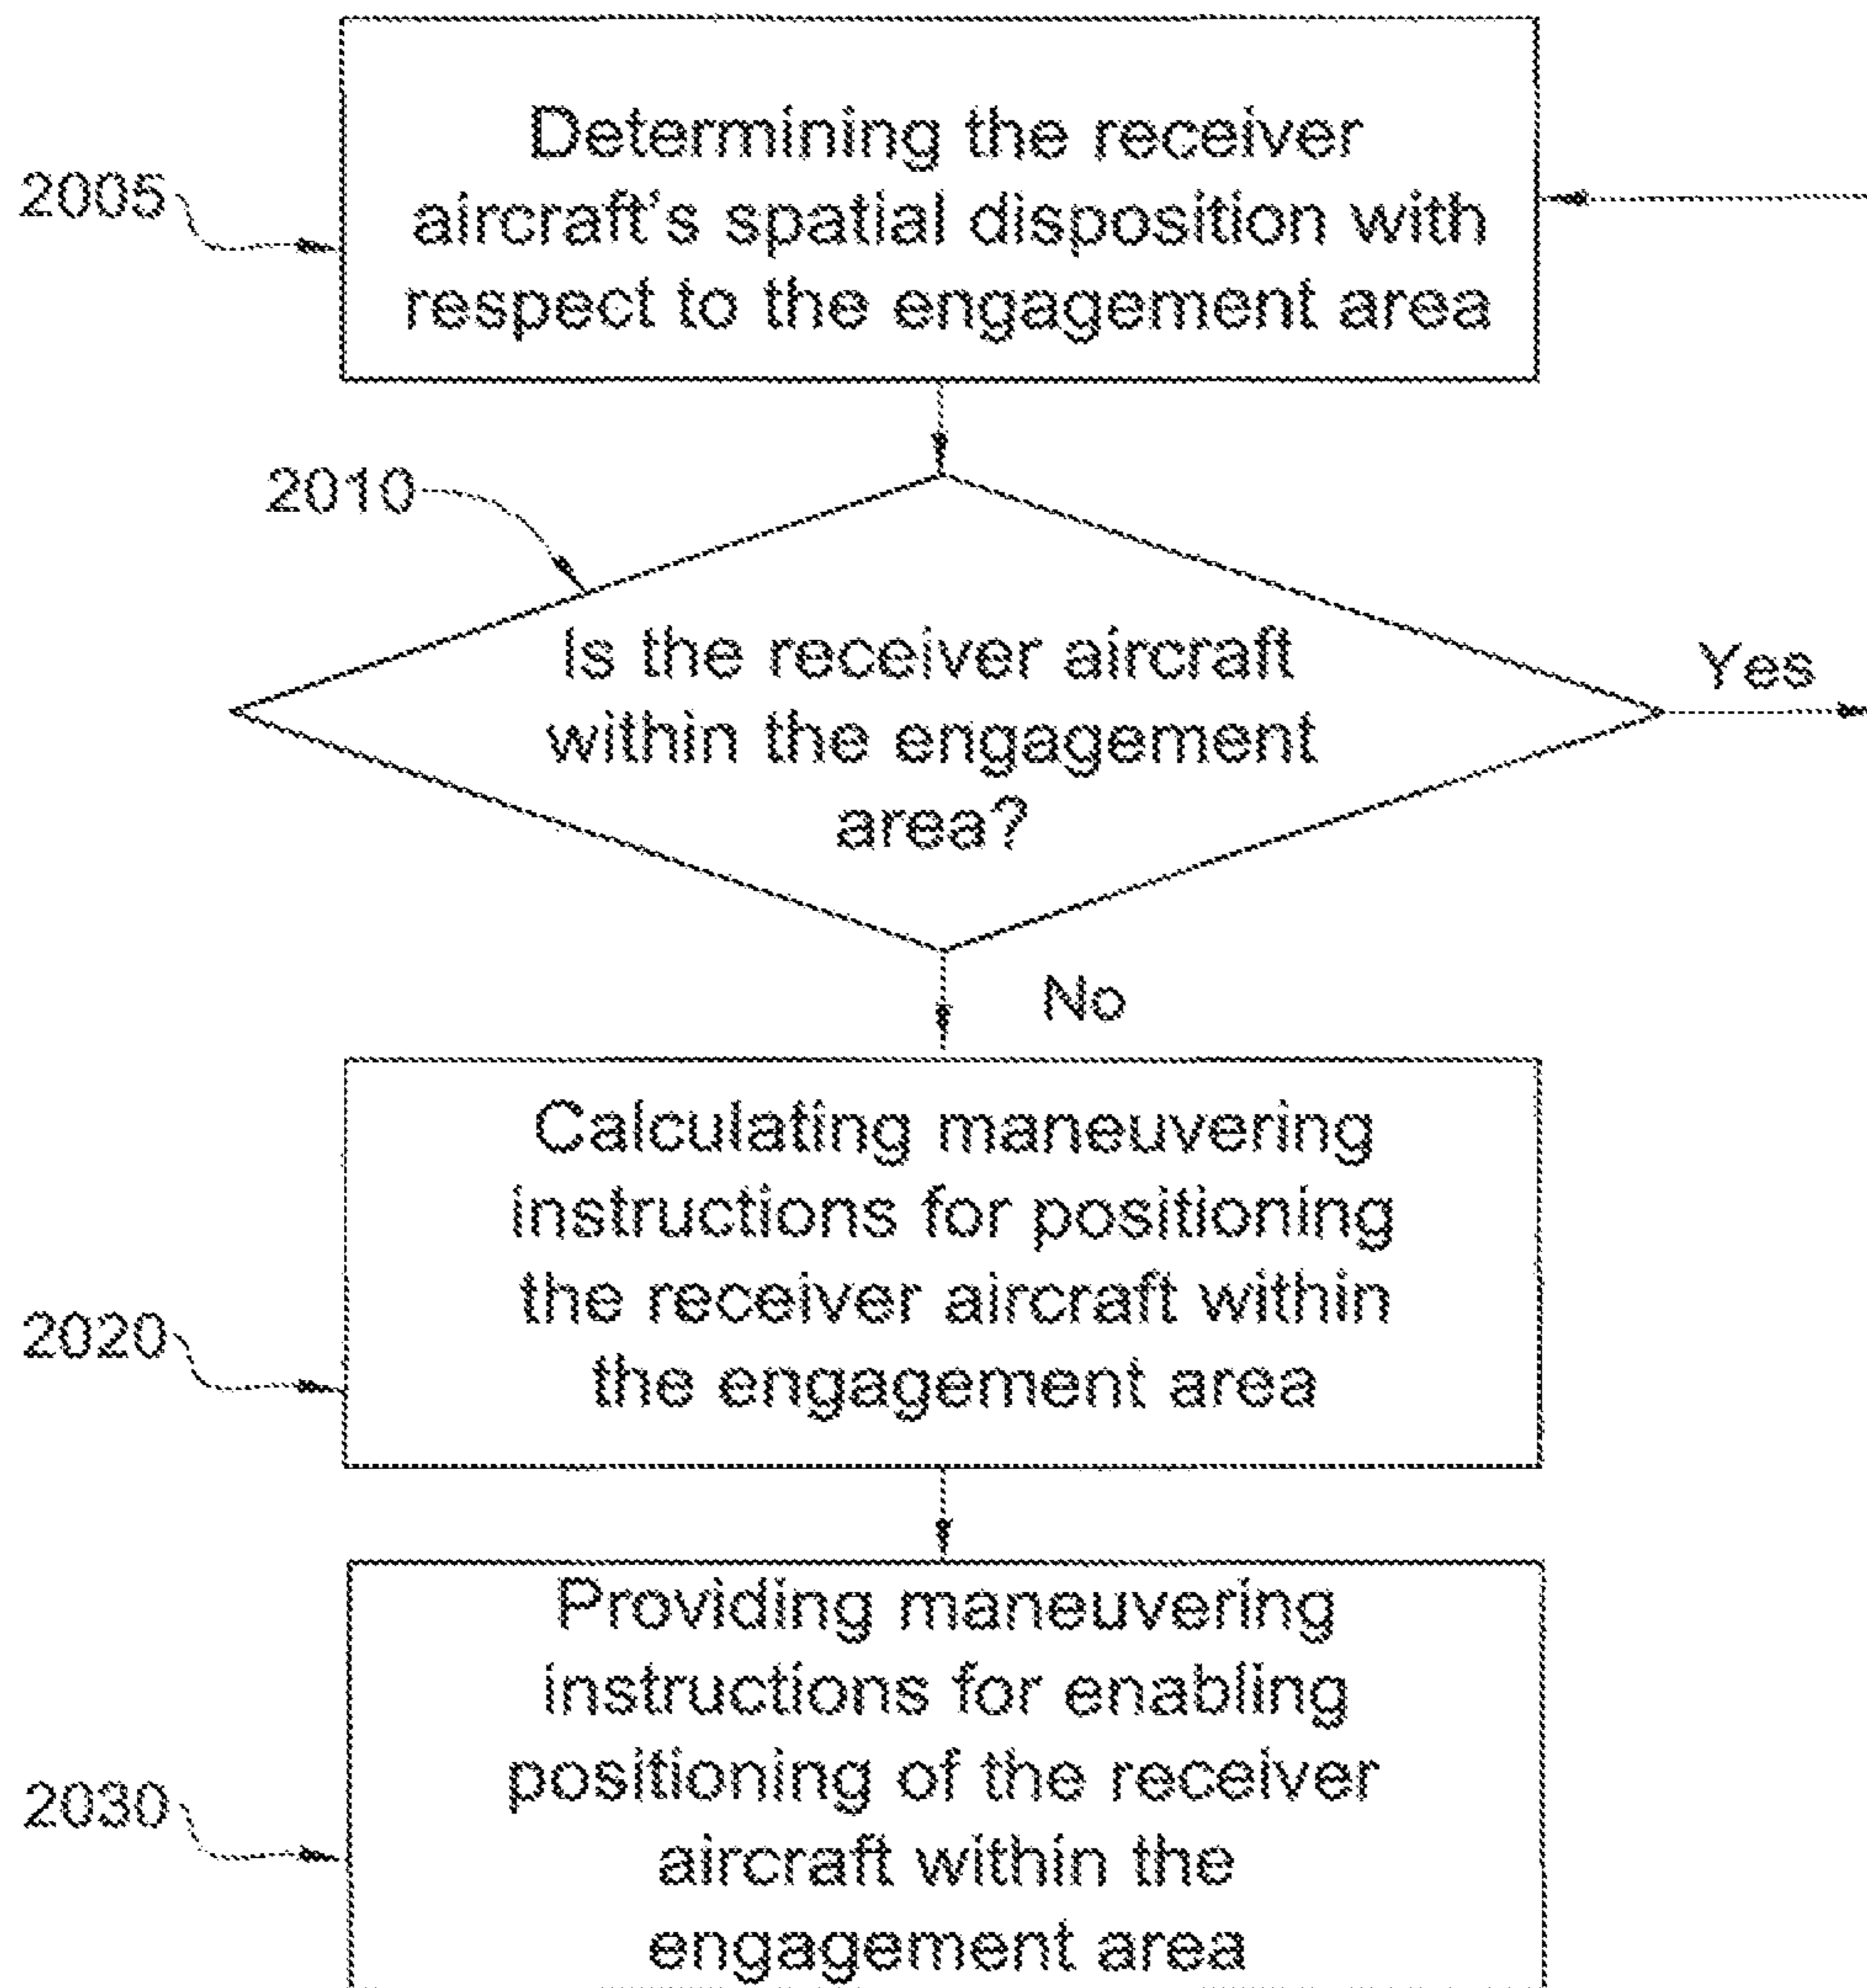 Determining the receiver
aircraft's spatial disposition with
respect to the engagement area
2005
2010
Is the receiver aircraft
within the engagement
area?
Yes
No
Calculating maneuvering
instructions for positioning
the receiver aircraft within
the engagement area
2020
Providing maneuvering
instructions for enabling
positioning of the receiver
aircraft within the
engagement area
2030